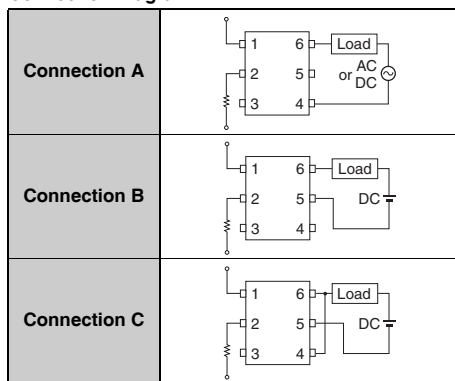 Connection A
1 6 Load
2 5 or AC
DC
3 4
Connection B
1 6 Load
2 5 DC
3 4
Connection C
1 6 Load
2 5 DC
3 4